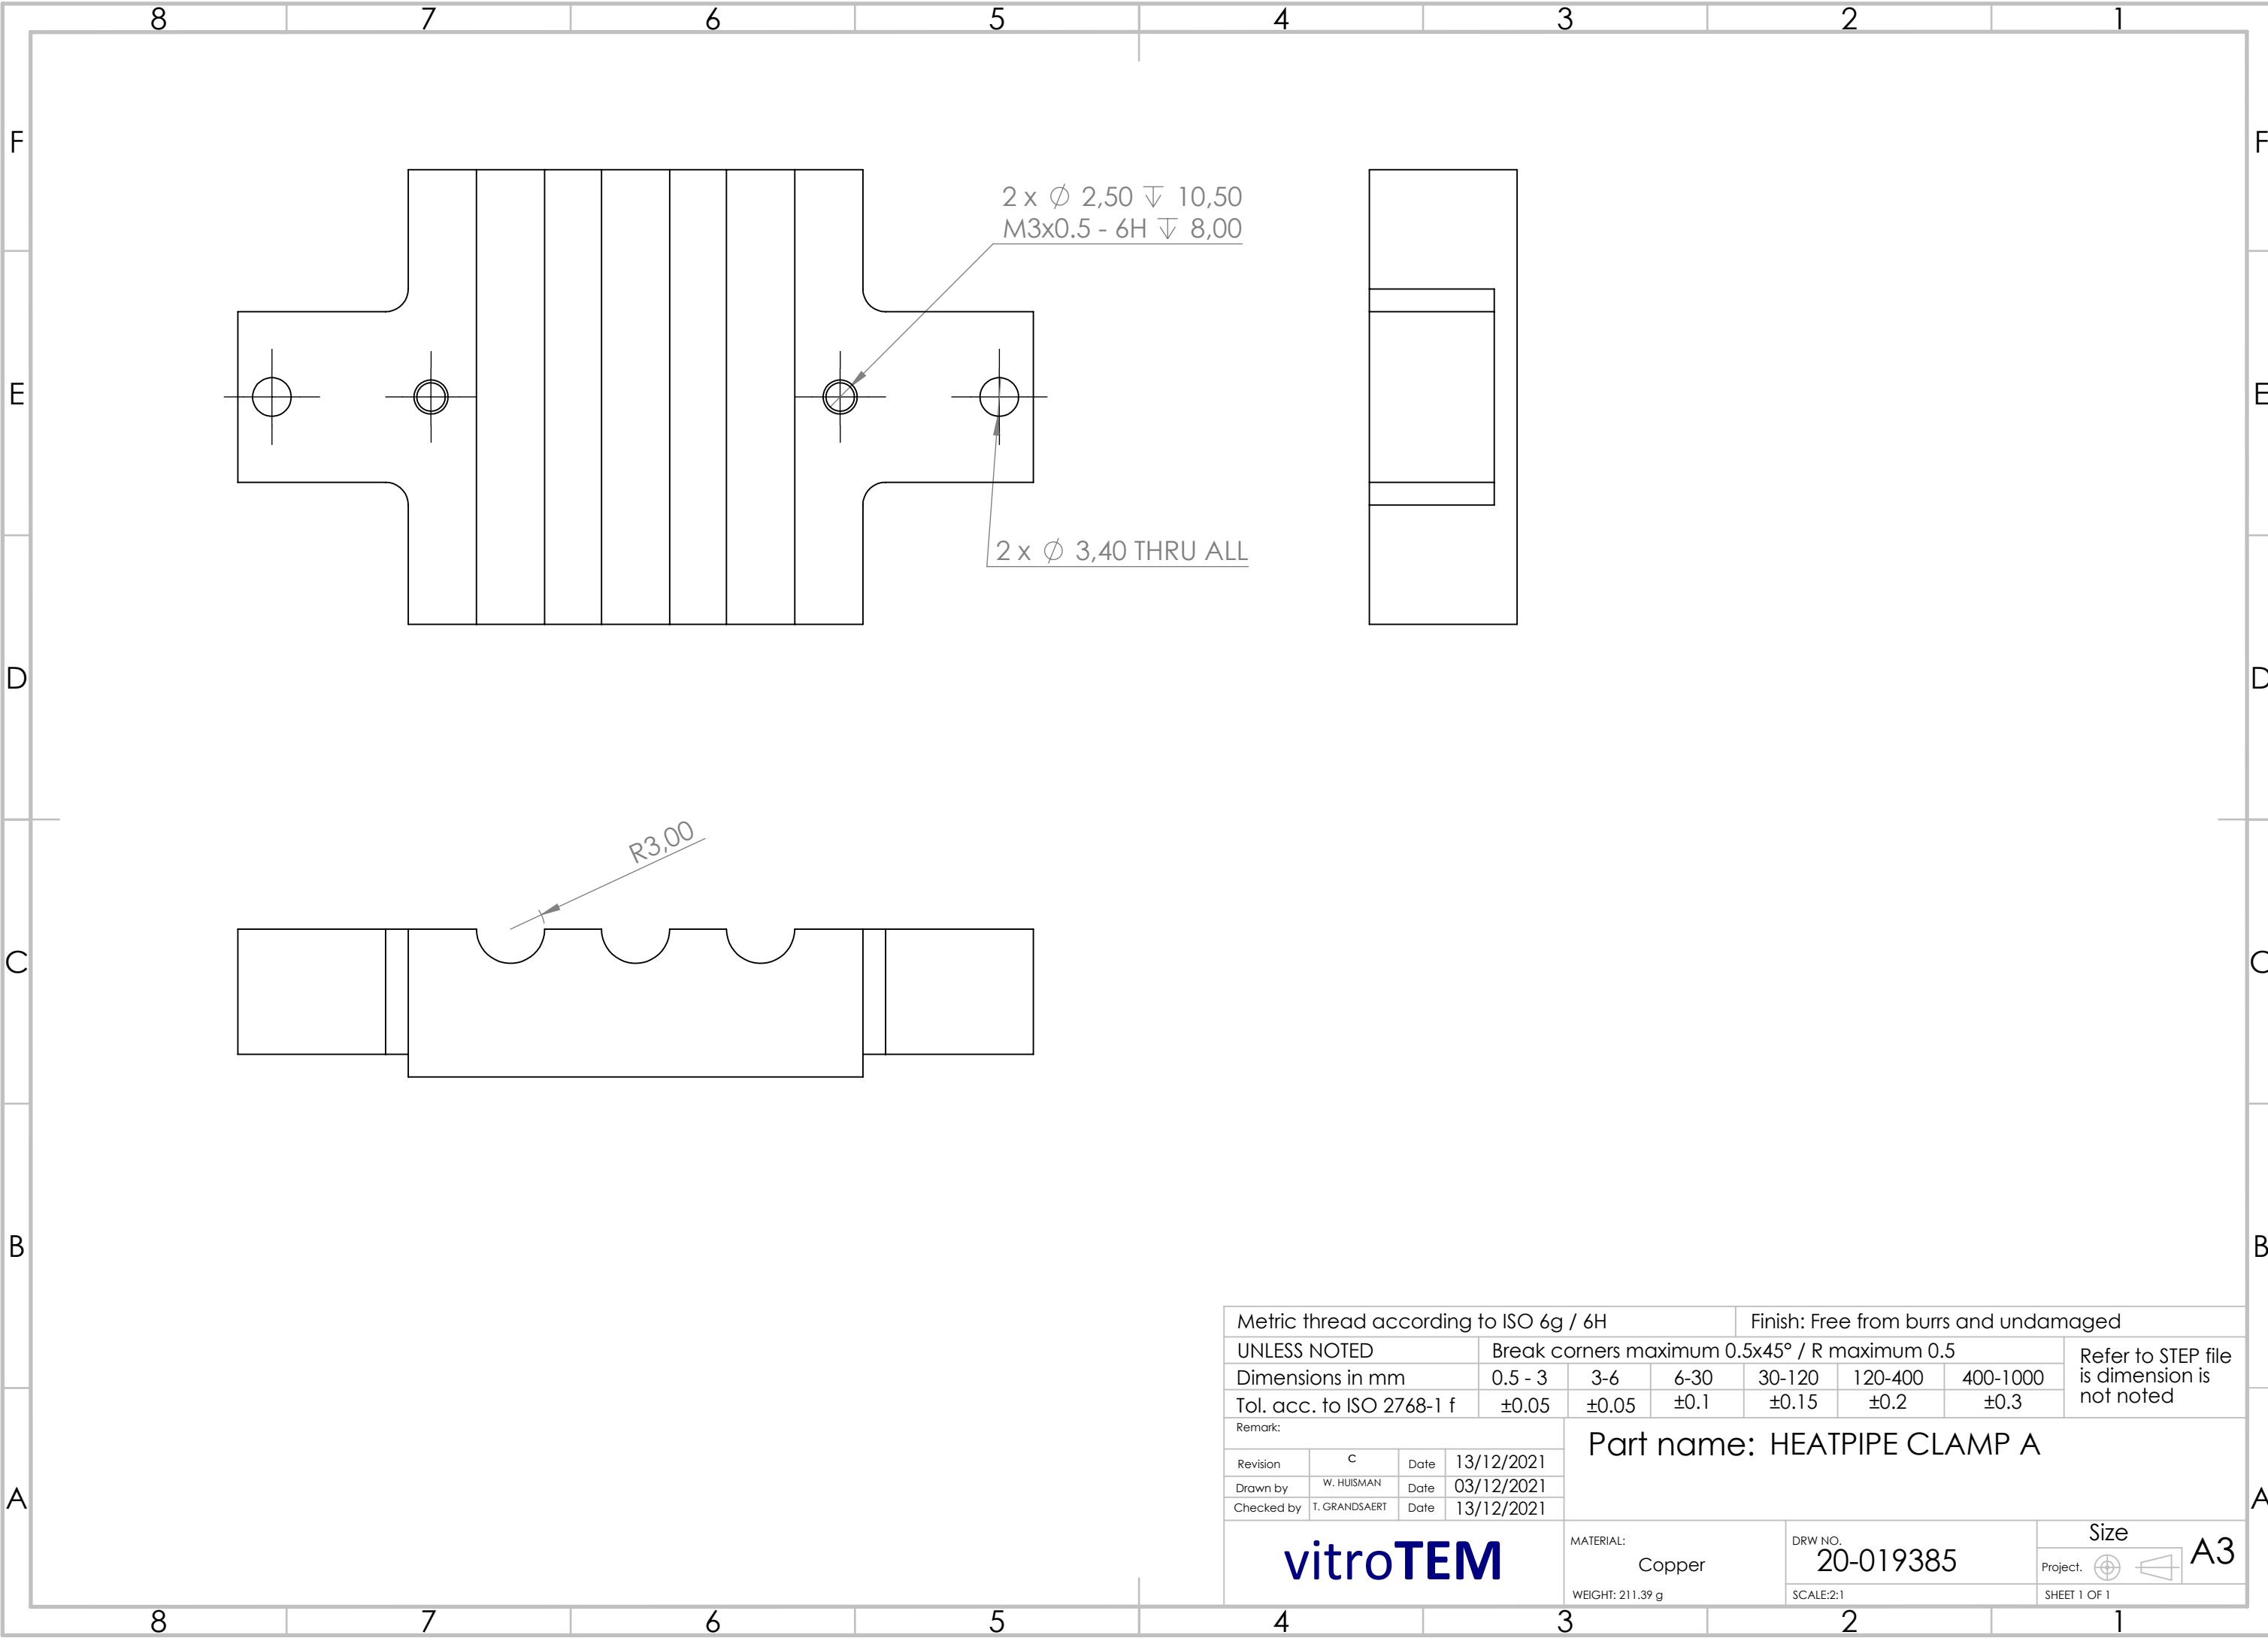 8 7 6 5 4 3 2 1
F F
E E
D D
C C
B B
A A
2 x ∅ 2,50 ↧ 10,50
M3x0.5 - 6H ↧ 8,00
2 x ∅ 3,40 THRU ALL
R3,00
Metric thread according to ISO 6g / 6H Finish: Free from burrs and undamaged
UNLESS NOTED Break corners maximum 0.5x45° / R maximum 0.5
Refer to STEP file
is dimension is
not noted
Dimensions in mm 0.5 - 3 3-6 6-30 30-120 120-400 400-1000
Tol. acc. to ISO 2768-1 f ±0.05 ±0.05 ±0.1 ±0.15 ±0.2 ±0.3
Remark:
Part name: HEATPIPE CLAMP A
Revision C Date 13/12/2021
Drawn by W. HUISMAN Date 03/12/2021
Checked by T. GRANDSAERT Date 13/12/2021
vitroTEM
MATERIAL:
Copper
WEIGHT: 211.39 g
DRW NO.
20-019385
SCALE:2:1
Size
A3
Project.
SHEET 1 OF 1
8 7 6 5 4 3 2 1